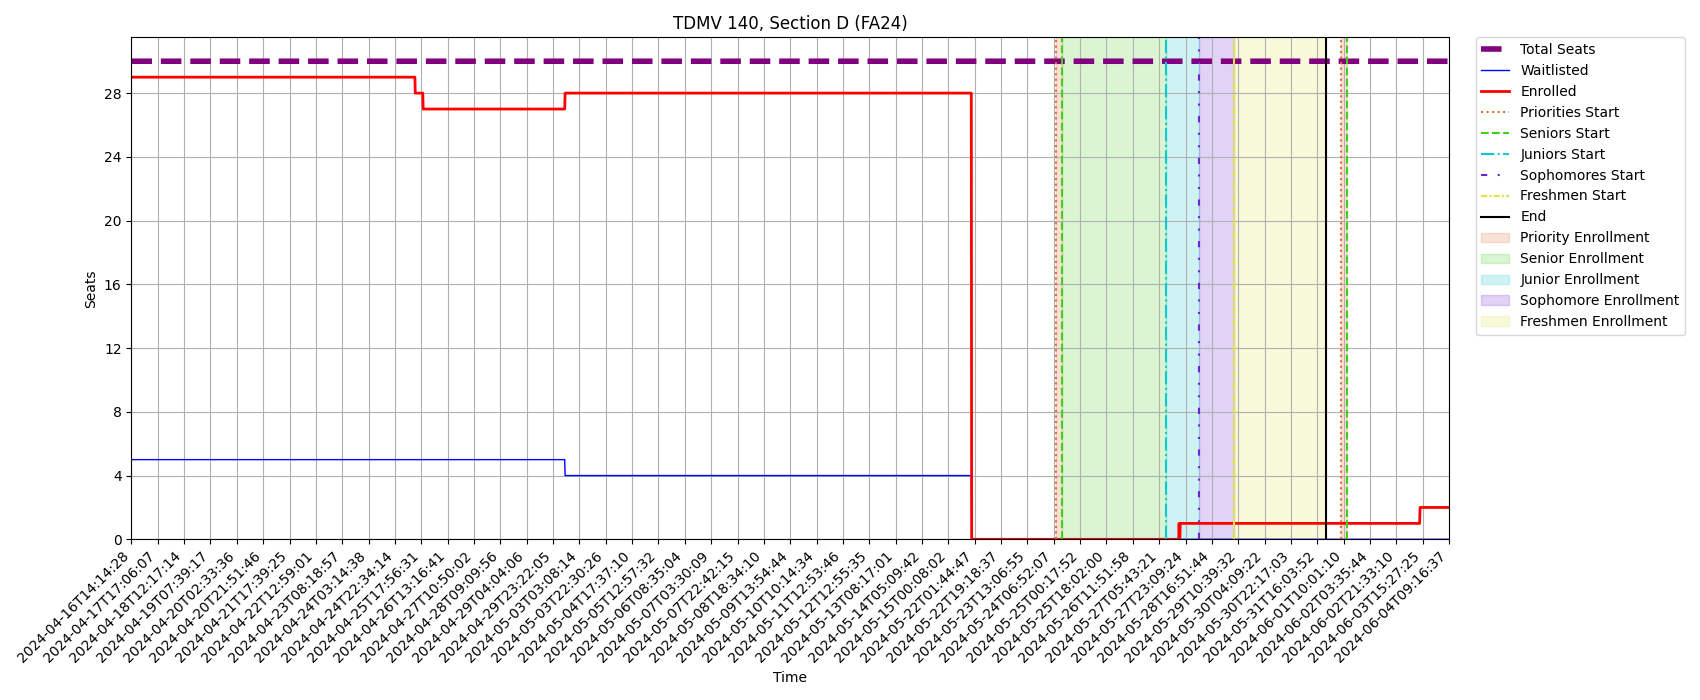 TDMV 140, Section D (FA24)
Total Seats
Waitlisted
Enrolled
Priorities Start
Seniors Start
Juniors Start
Sophomores Start
Freshmen Start
End
Priority Enrollment
Senior Enrollment
Junior Enrollment
Sophomore Enrollment
Freshmen Enrollment
Seats
28
24
20
16
12
8
4
0
2024-04-16T14:14:28
2024-04-17T17:06:07
2024-04-18T12:17:14
2024-04-19T07:39:17
2024-04-20T02:33:36
2024-04-20T21:51:46
2024-04-21T17:39:25
2024-04-22T12:59:01
2024-04-23T08:18:57
2024-04-24T03:14:38
2024-04-24T22:34:14
2024-04-25T17:56:31
2024-04-26T13:16:41
2024-04-27T10:50:02
2024-04-28T09:09:56
2024-04-29T04:04:06
2024-04-29T23:22:05
2024-05-03T03:08:14
2024-05-03T22:30:26
2024-05-04T17:37:10
2024-05-05T12:57:32
2024-05-06T08:35:04
2024-05-07T03:30:09
2024-05-07T22:42:15
2024-05-08T18:34:10
2024-05-09T13:54:44
2024-05-10T10:14:34
2024-05-11T12:53:46
2024-05-12T12:55:35
2024-05-13T08:17:01
2024-05-14T05:09:42
2024-05-15T00:08:02
2024-05-22T01:44:47
2024-05-22T19:18:37
2024-05-23T13:06:55
2024-05-24T06:52:07
2024-05-25T00:17:52
2024-05-25T18:02:00
2024-05-26T11:51:58
2024-05-27T05:43:21
2024-05-27T23:09:24
2024-05-28T16:51:44
2024-05-29T10:39:32
2024-05-30T04:09:22
2024-05-30T22:17:03
2024-05-31T16:03:52
2024-06-01T10:01:10
2024-06-02T03:35:44
2024-06-02T21:33:10
2024-06-03T15:27:25
2024-06-04T09:16:37
Time